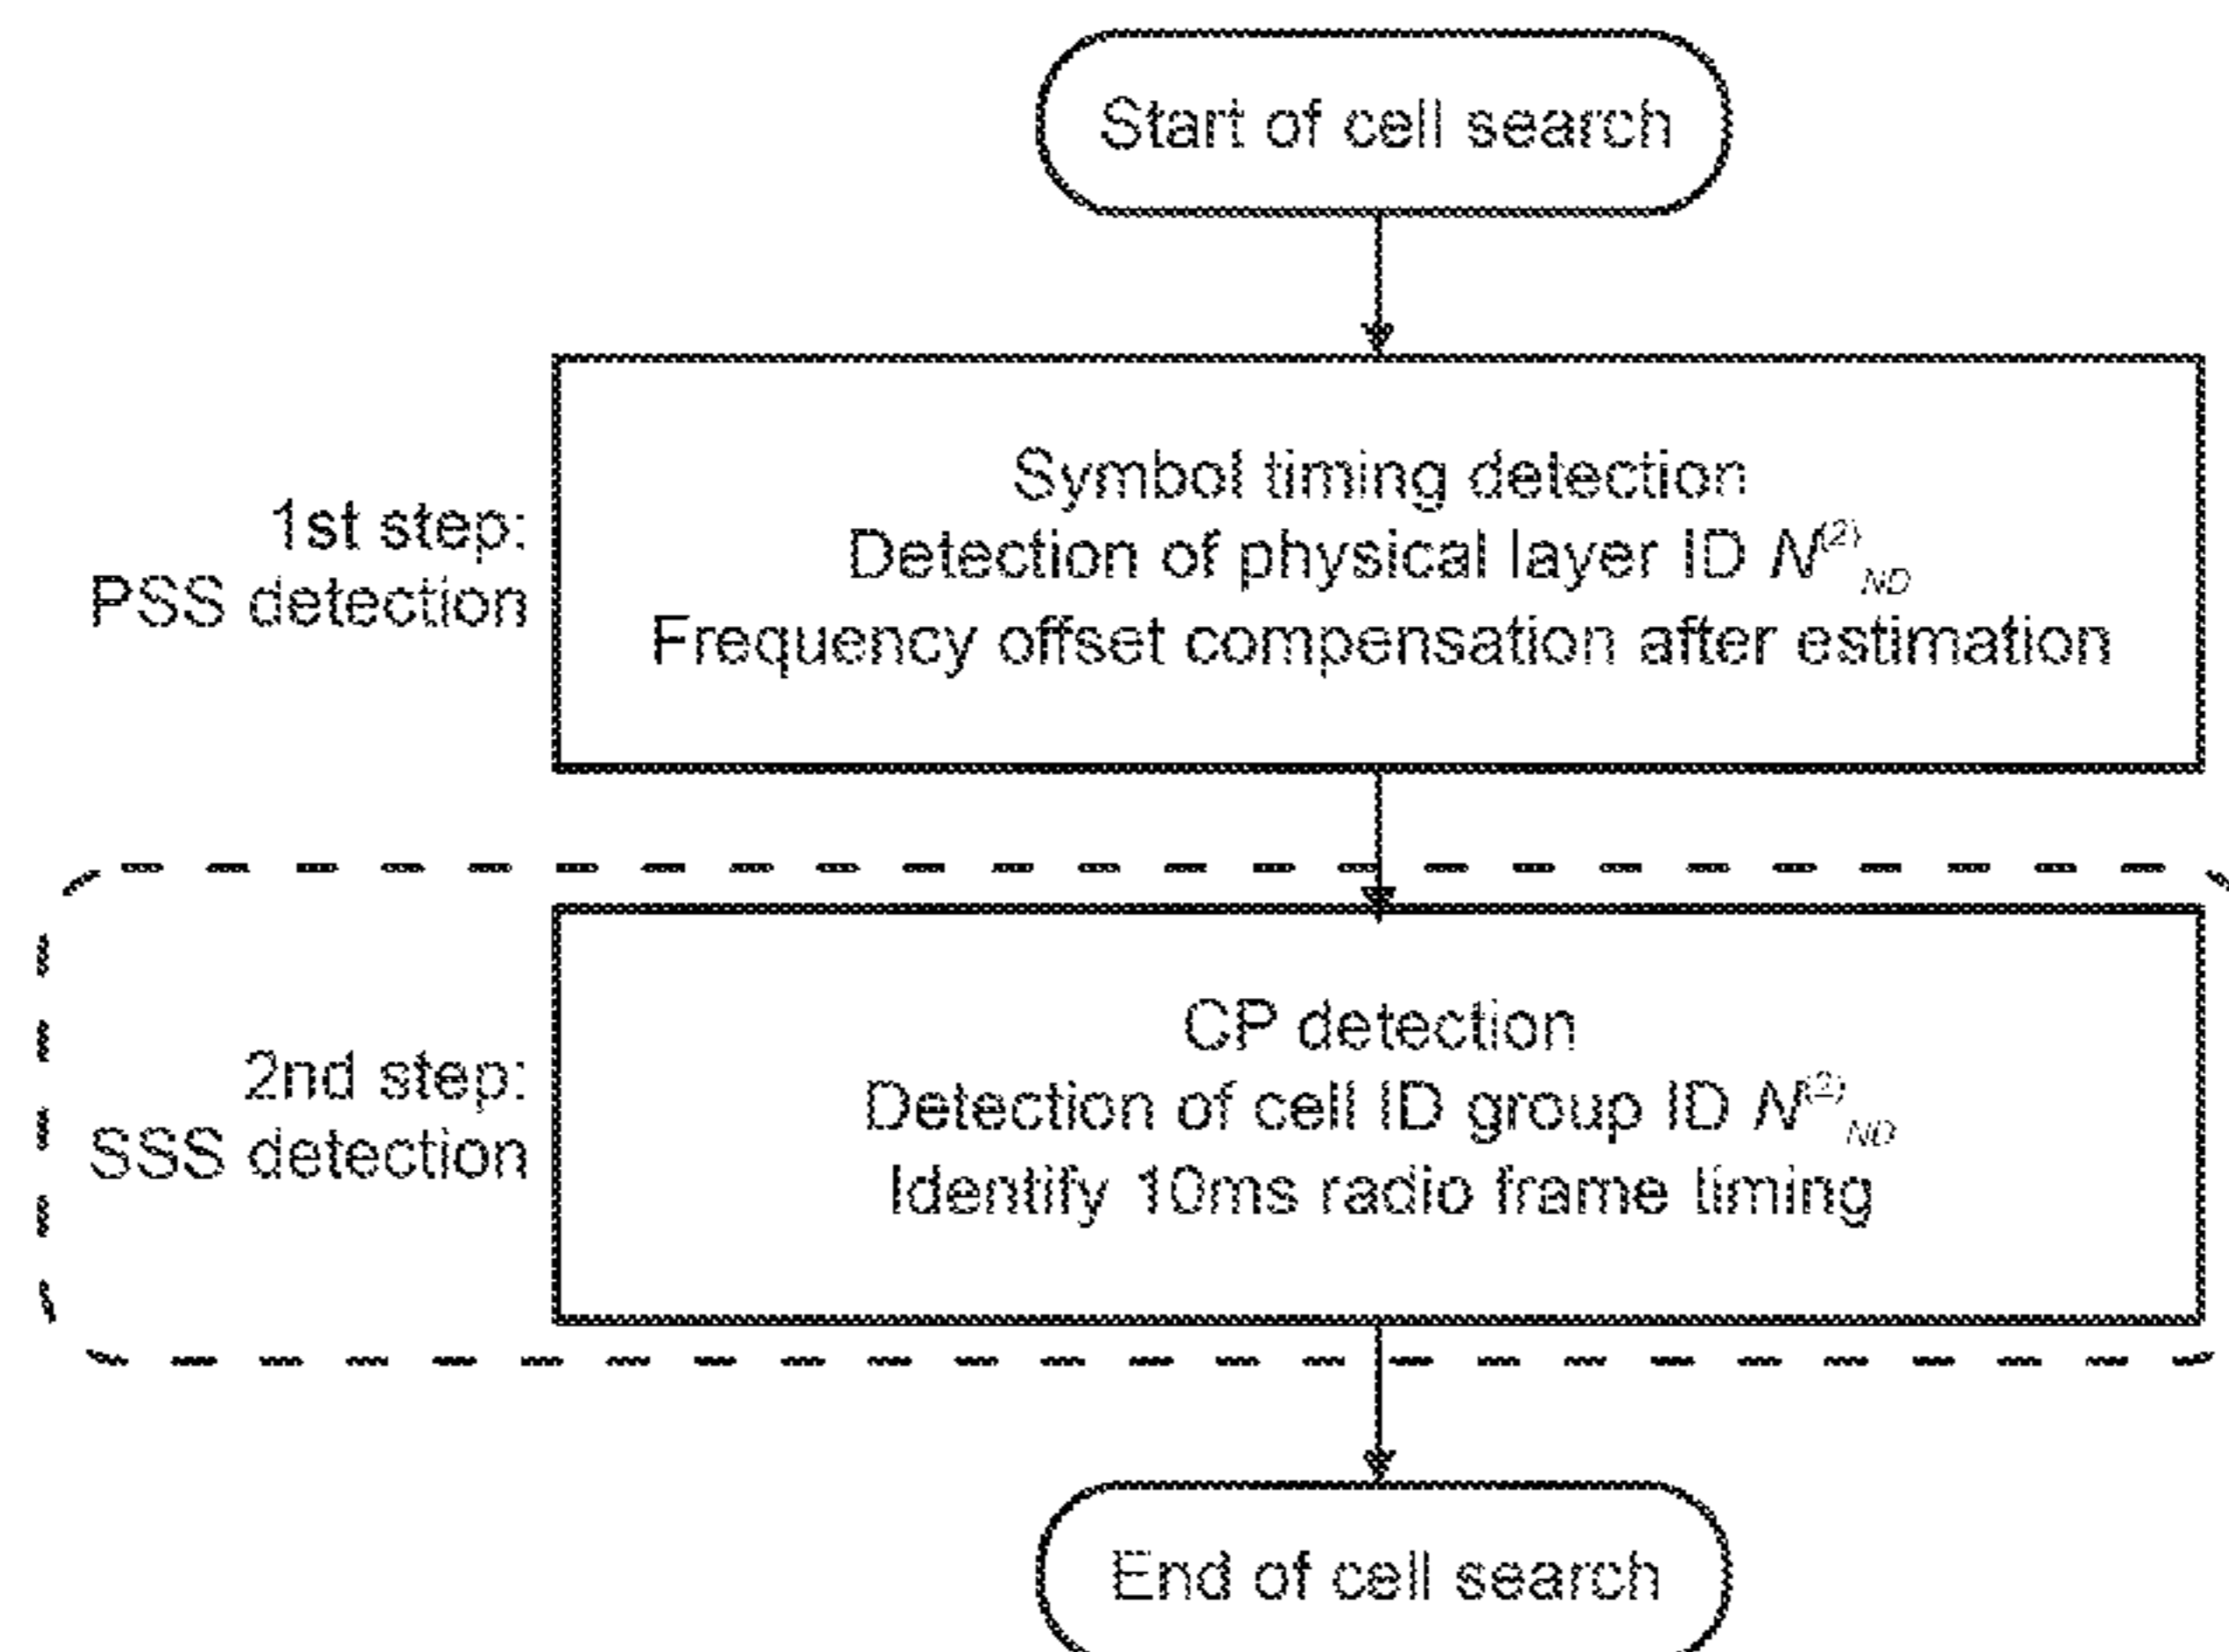 Start of cell search
1st step:
PSS detection
Symbol timing detection
Detection of physical layer ID N^(2)_ND
Frequency offset compensation after estimation
2nd step:
SSS detection
CP detection
Detection of cell ID group ID N^(2)_ND
Identify 10ms radio frame timing
End of cell search